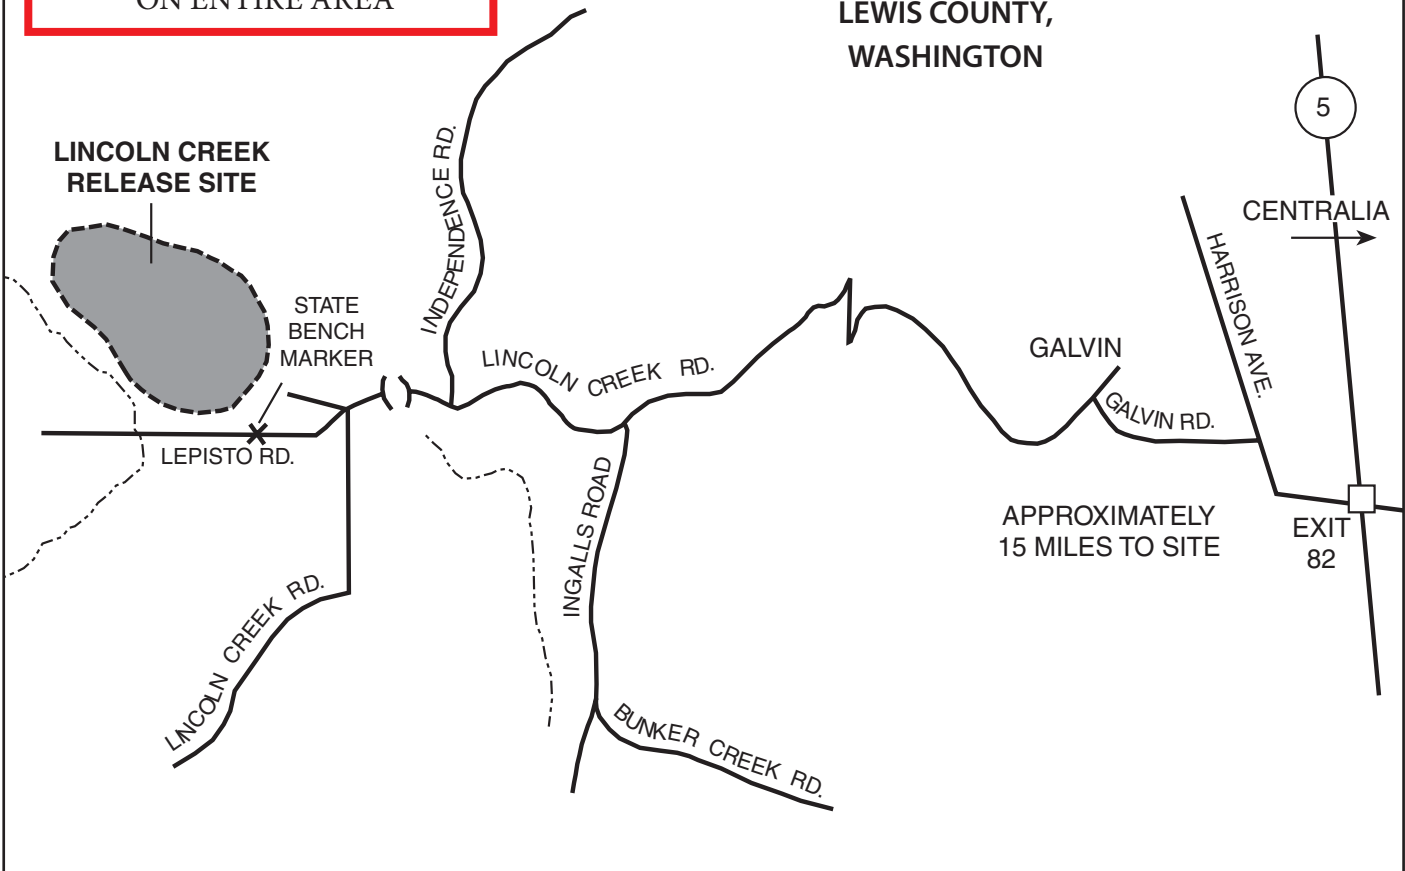 ON ENTIRE AREA
LEWIS COUNTY,
WASHINGTON
5
LINCOLN CREEK
RELEASE SITE
INDEPENDENCE RD.
CENTRALIA
HARRISON AVE.
STATE
BENCH
MARKER
LINCOLN CREEK RD.
GALVIN
GALVIN RD.
LEPISTO RD.
INGALLS ROAD
APPROXIMATELY
15 MILES TO SITE
EXIT
82
LINCOLN CREEK RD.
BUNKER CREEK RD.